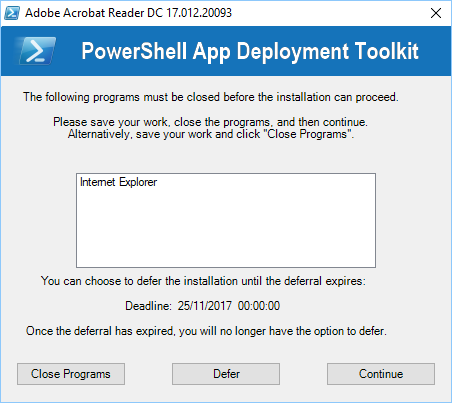 Adobe Acrobat Reader DC 17.012.20093
PowerShell App Deployment Toolkit
The following programs must be closed before the installation can proceed.
Please save your work, close the programs, and then continue.
Alternatively, save your work and click "Close Programs".
Internet Explorer
You can choose to defer the installation until the deferral expires:
Deadline: 25/11/2017 00:00:00
Once the deferral has expired, you will no longer have the option to defer.
Close Programs
Defer
Continue